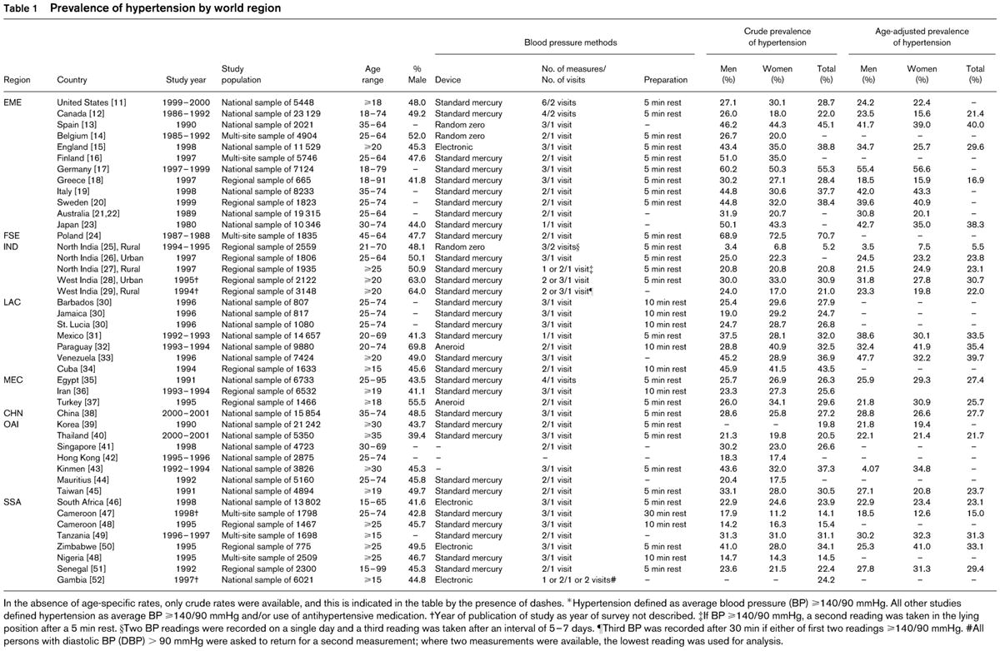 Table 1 Prevalence of hypertension by world region
Crude prevalence Age-adjusted prevalence
Blood pressure methods of hypertension of hypertension
Study Age % No. of measures/ Men Women Total Men Women Total
Region Country Study year population range Male Device No. of visits Preparation (%) (%) (%) (%) (%) (%)
EME United States [11] 1999–2000 National sample of 5448 ⩾18 48.0 Standard mercury 6/2 visits 5 min rest 27.1 30.1 28.7 24.2 22.4 –
Canada [12] 1986–1992 National sample of 23 129 18–74 49.2 Standard mercury 4/2 visits 5 min rest 26.0 18.0 22.0 23.5 15.6 21.4
Spain [13] 1990 National sample of 2021 35–64 – Random zero 3/1 visit – 46.2 44.3 45.1 41.7 39.0 40.0
Belgium [14] 1985–1992 Multi-site sample of 4904 25–64 52.0 Random zero 2/1 visit 5 min rest 26.7 20.0 – – –
England [15] 1998 National sample of 11 529 ⩾20 45.3 Electronic 3/1 visit 5 min rest 43.4 35.0 38.8 34.7 25.7 29.6
Finland [16] 1997 Multi-site sample of 5746 25–64 47.6 Standard mercury 2/1 visit 5 min rest 51.0 35.0 – – –
Germany [17] 1997–1999 National sample of 7124 18–79 – Standard mercury 3/1 visit 5 min rest 60.2 50.3 55.3 55.4 56.6 –
Greece [18] 1997 Regional sample of 665 18–91 41.8 Standard mercury 3/1 visit 5 min rest 30.2 27.1 28.4 18.5 15.9 16.9
Italy [19] 1998 National sample of 8233 35–74 – Standard mercury 2/1 visit 5 min rest 44.8 30.6 37.7 42.0 43.3 –
Sweden [20] 1999 Regional sample of 1823 25–74 – Standard mercury 2/1 visit 5 min rest 44.8 32.0 38.4 39.6 40.9 –
Australia [21,22] 1989 National sample of 19 315 25–64 – Standard mercury 2/1 visit – 31.9 20.7 – 30.8 20.1 –
Japan [23] 1980 National sample of 10 346 30–74 44.0 Standard mercury 1/1 visit – 50.1 43.3 – 42.7 35.0 38.3
FSE Poland [24] 1987–1988 Multi-site sample of 1835 45–64 47.7 Standard mercury 2/1 visit 5 min rest 68.9 72.5 70.7 – – –
IND North India [25], Rural 1994–1995 Regional sample of 2559 21–70 48.1 Random zero 3/2 visits§ 5 min rest 3.4 6.8 5.2 3.5 7.5 5.5
North India [26], Urban 1997 Regional sample of 1806 25–64 50.1 Standard mercury 3/1 visit 5 min rest 25.0 22.3 – 24.5 23.2 23.8
North India [27], Rural 1997 Regional sample of 1935 ⩾25 50.9 Standard mercury 1 or 2/1 visit‡ 5 min rest 20.8 20.8 20.8 21.5 24.9 23.1
West India [28], Urban 1995† Regional sample of 2122 ⩾20 63.0 Standard mercury 2 or 3/1 visit 5 min rest 30.0 33.0 30.9 31.8 27.8 30.7
West India [29], Rural 1994† Regional sample of 3148 ⩾20 64.0 Standard mercury 2 or 3/1 visit¶ – 24.0 17.0 21.0 23.3 19.8 22.0
LAC Barbados [30] 1996 National sample of 807 25–74 – Standard mercury 3/1 visit 10 min rest 25.4 29.6 27.9 – – –
Jamaica [30] 1996 National sample of 817 25–74 – Standard mercury 3/1 visit 10 min rest 19.0 29.2 24.7 – – –
St. Lucia [30] 1996 National sample of 1080 25–74 – Standard mercury 3/1 visit 10 min rest 24.7 28.7 26.8 – – –
Mexico [31] 1992–1993 National sample of 14 657 20–69 41.3 Standard mercury 1/1 visit 5 min rest 37.5 28.1 32.0 38.6 30.1 33.5
Paraguay [32] 1993–1994 National sample of 9880 20–74 69.8 Aneroid 2/1 visit 10 min rest 28.8 40.9 32.5 32.4 41.9 35.4
Venezuela [33] 1996 National sample of 7424 ⩾20 49.0 Standard mercury 3/1 visit – 45.2 28.9 36.9 47.7 32.2 39.7
Cuba [34] 1994 Regional sample of 1633 ⩾15 45.6 Standard mercury 2/1 visit 10 min rest 45.9 41.5 43.5 – – –
MEC Egypt [35] 1991 National sample of 6733 25–95 43.5 Standard mercury 4/1 visits 5 min rest 25.7 26.9 26.3 25.9 29.3 27.4
Iran [36] 1993–1994 Regional sample of 6532 ⩾19 41.1 Standard mercury 3/1 visit 10 min rest 23.3 27.3 25.6
Turkey [37] 1995 Regional sample of 1466 ⩾18 55.5 Aneroid 2/1 visit 5 min rest 26.0 34.1 29.6 21.8 30.9 25.7
CHN China [38] 2000–2001 National sample of 15 854 35–74 48.5 Standard mercury 3/1 visit 5 min rest 28.6 25.8 27.2 28.8 26.6 27.7
OAI Korea [39] 1990 National sample of 21 242 ⩾30 43.7 Standard mercury 2/1 visit 5 min rest – – 19.8 21.8 19.4 –
Thailand [40] 2000–2001 National sample of 5350 ⩾35 39.4 Standard mercury 3/1 visit 5 min rest 21.3 19.8 20.5 22.1 21.4 21.7
Singapore [41] 1998 National sample of 4723 30–69 – – 2/1 visit – 30.2 23.0 26.6 – – –
Hong Kong [42] 1995–1996 National sample of 2875 25–74 – – – – 18.3 17.4 – – –
Kinmen [43] 1992–1994 National sample of 3826 ⩾30 45.3 – 3/1 visit 5 min rest 43.6 32.0 37.3 4.07 34.8 –
Mauritius [44] 1992 National sample of 5160 25–74 45.8 Standard mercury 2/1 visit – 20.4 17.5 – – –
Taiwan [45] 1991 National sample of 4894 ⩾19 49.7 Standard mercury 2/1 visit 5 min rest 33.1 28.0 30.5 27.1 20.8 23.7
SSA South Africa [46] 1998 National sample of 13 802 15–65 41.6 Electronic 3/1 visit 5 min rest 22.9 24.6 23.9 22.9 23.4 23.1
Cameroon [47] 1998† Multi-site sample of 1798 25–74 42.8 Standard mercury 3/1 visit 30 min rest 17.9 11.2 14.1 18.5 12.6 15.0
Cameroon [48] 1995 Regional sample of 1467 ⩾25 45.7 Standard mercury 3/1 visit 10 min rest 14.2 16.3 15.4 – – –
Tanzania [49] 1996–1997 Multi-site sample of 1698 ⩾15 – Standard mercury 2/1 visit – 31.3 31.0 31.1 30.2 32.3 31.3
Zimbabwe [50] 1995 Regional sample of 775 ⩾25 49.5 Electronic 3/1 visit 5 min rest 41.0 28.0 34.1 25.3 41.0 33.1
Nigeria [48] 1995 Multi-site sample of 2509 ⩾25 46.7 Standard mercury 3/1 visit 10 min rest 14.7 14.3 14.5 – – –
Senegal [51] 1992 Regional sample of 2300 15–99 45.3 Standard mercury 2/1 visit 5 min rest 23.6 21.5 22.4 27.8 31.3 29.4
Gambia [52] 1997† National sample of 6021 ⩾15 44.8 Electronic 1 or 2/1 or 2 visits# 24.2 – – –
In the absence of age-specific rates, only crude rates were available, and this is indicated in the table by the presence of dashes. *Hypertension defined as average blood pressure (BP) ⩾140/90 mmHg. All other studies
defined hypertension as average BP ⩾140/90 mmHg and/or use of antihypertensive medication. †Year of publication of study as year of survey not described. ‡If BP ⩾140/90 mmHg, a second reading was taken in the lying
position after a 5 min rest. §Two BP readings were recorded on a single day and a third reading was taken after an interval of 5–7 days. ¶Third BP was recorded after 30 min if either of first two readings ⩾140/90 mmHg. #All
persons with diastolic BP (DBP) > 90 mmHg were asked to return for a second measurement; where two measurements were available, the lowest reading was used for analysis.